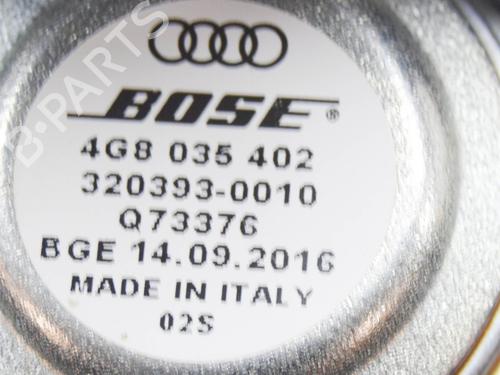 BOSE®
4G8 035 402
320393-0010
Q73376
BGE 14.09.2016
MADE IN ITALY
02S
B-PARTS